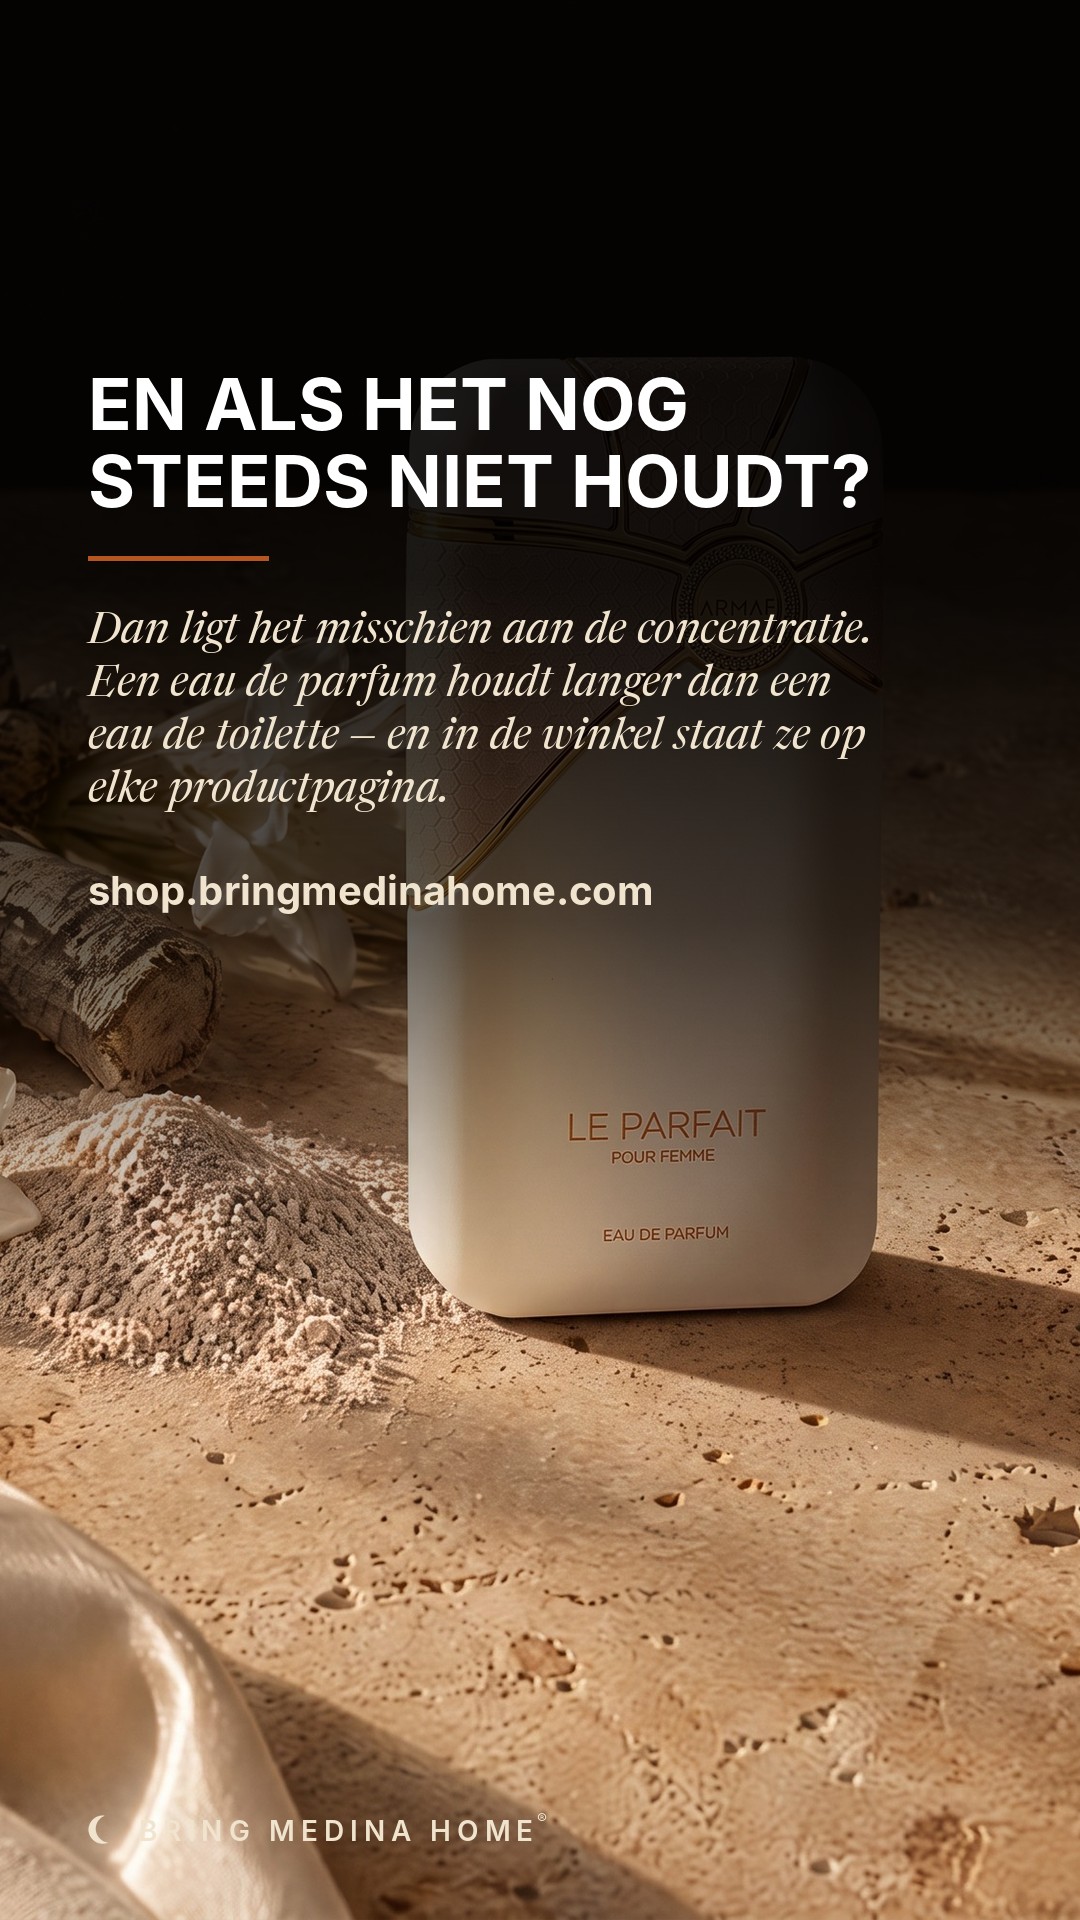 EN ALS HET NOG
STEEDS NIET HOUDT?
ARMAF
Dan ligt het misschien aan de concentratie.
Een eau de parfum houdt langer dan een
eau de toilette – en in de winkel staat ze op
elke productpagina.
shop.bringmedinahome.com
LE PARFAIT
POUR FEMME
EAU DE PARFUM
BRING MEDINA HOME®